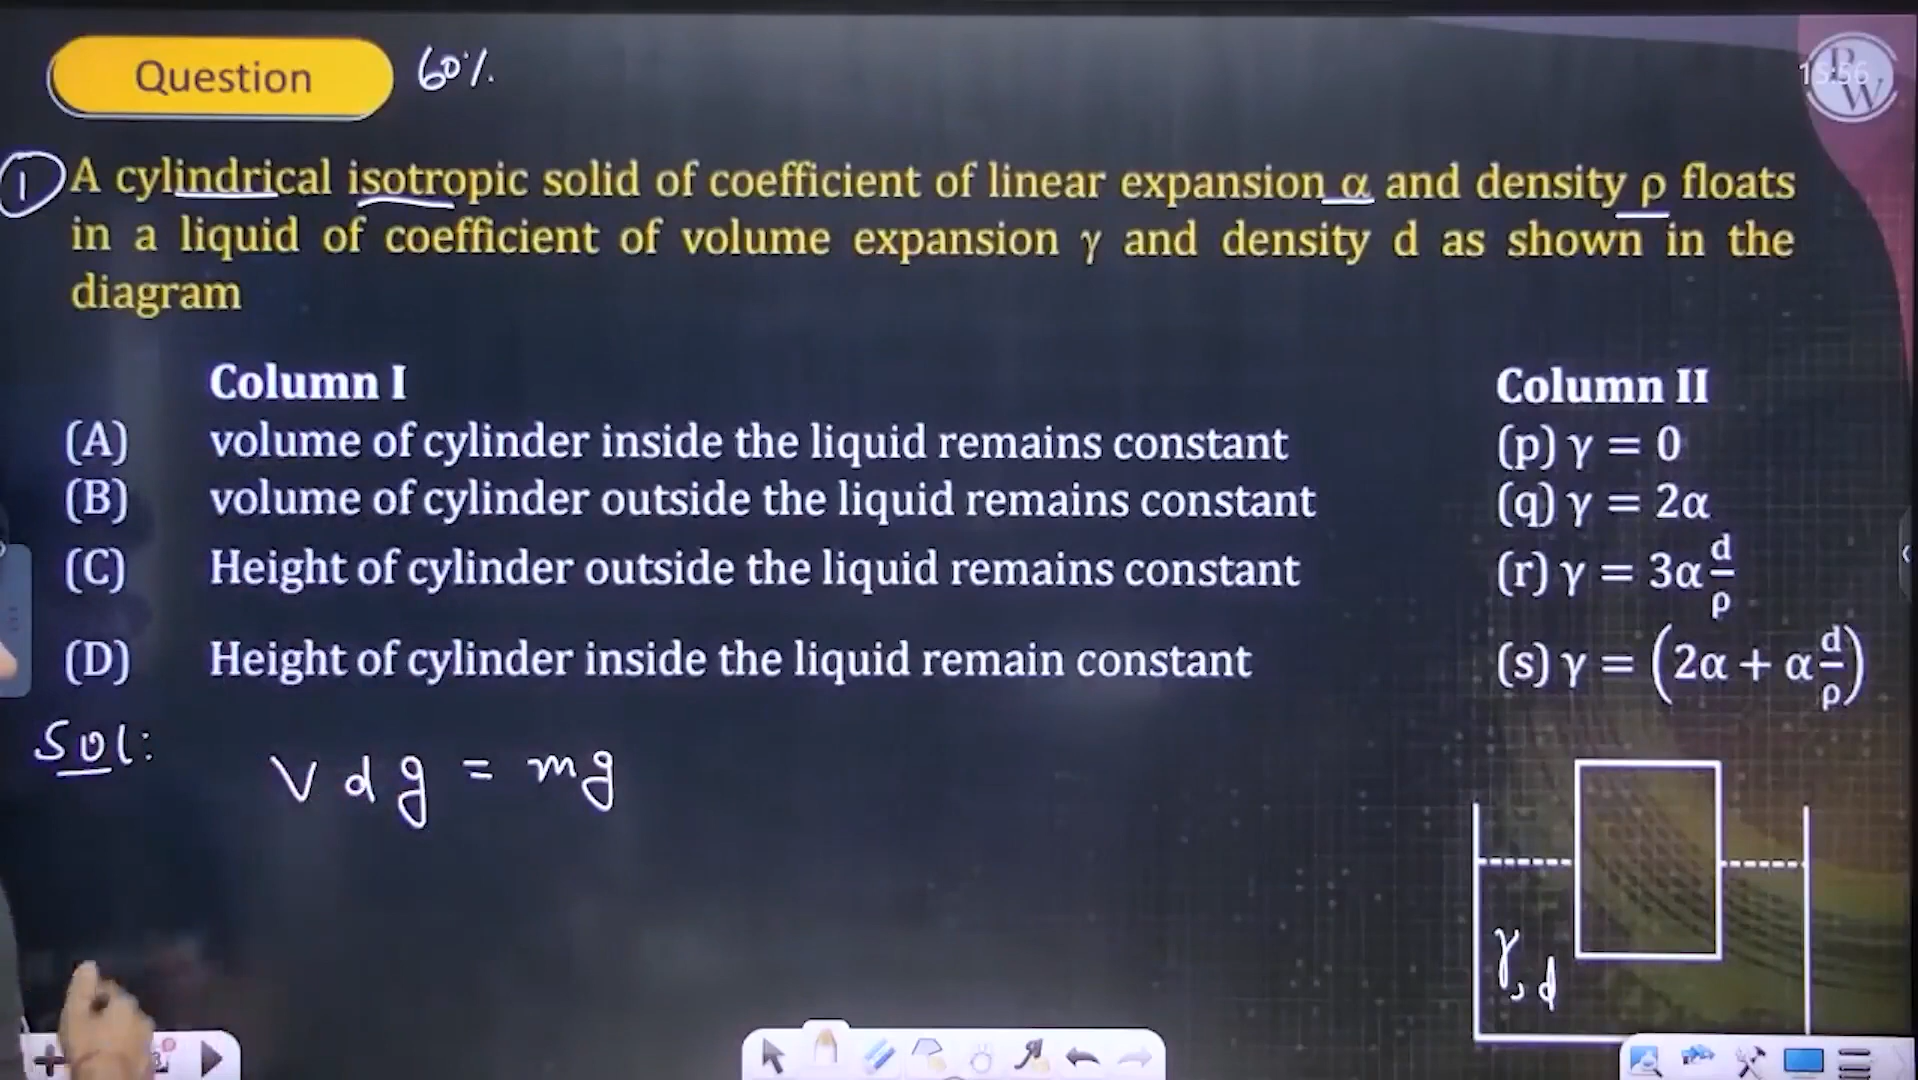 Question 60%
15:56
PW
① A cylindrical isotropic solid of coefficient of linear expansion α and density ρ floats
in a liquid of coefficient of volume expansion γ and density d as shown in the
diagram
Column I Column II
(A) volume of cylinder inside the liquid remains constant (p) γ = 0
(B) volume of cylinder outside the liquid remains constant (q) γ = 2α
(C) Height of cylinder outside the liquid remains constant (r) γ = 3α d/ρ
(D) Height of cylinder inside the liquid remain constant (s) γ = (2α + α d/ρ)
Sol:
V d g = mg
γ, d